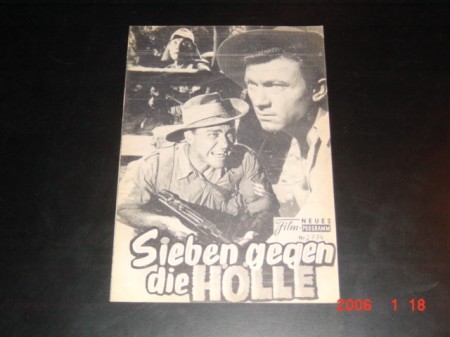 NEUES
Film PROGRAMM
Sieben gegen
die HÖLLE
2006 1 18